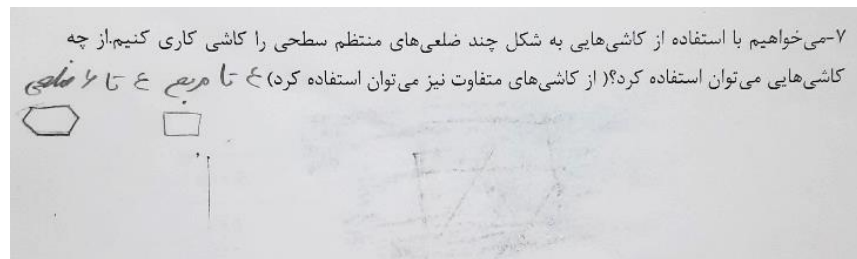 ۷-می‌خواهیم با استفاده از کاشی‌هایی به شکل چند ضلعی‌های منتظم سطحی را کاشی کاری کنیم.از چه
کاشی‌هایی می‌توان استفاده کرد؟( از کاشی‌های متفاوت نیز می‌توان استفاده کرد) ۴ تا مربع ۴ تا ۶ ضلعی